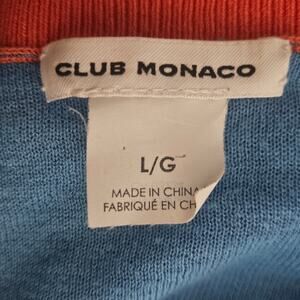 CLUB MONACO
L/G
MADE IN CHINA
FABRIQUÉ EN CH